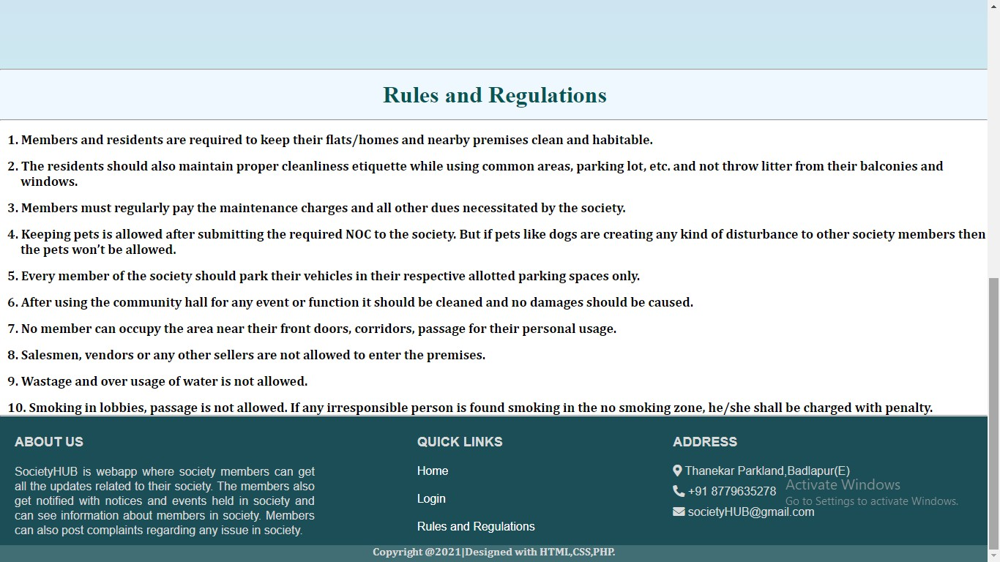 Rules and Regulations
1. Members and residents are required to keep their flats/homes and nearby premises clean and habitable.
2. The residents should also maintain proper cleanliness etiquette while using common areas, parking lot, etc. and not throw litter from their balconies and
windows.
3. Members must regularly pay the maintenance charges and all other dues necessitated by the society.
4. Keeping pets is allowed after submitting the required NOC to the society. But if pets like dogs are creating any kind of disturbance to other society members then
the pets won’t be allowed.
5. Every member of the society should park their vehicles in their respective allotted parking spaces only.
6. After using the community hall for any event or function it should be cleaned and no damages should be caused.
7. No member can occupy the area near their front doors, corridors, passage for their personal usage.
8. Salesmen, vendors or any other sellers are not allowed to enter the premises.
9. Wastage and over usage of water is not allowed.
10. Smoking in lobbies, passage is not allowed. If any irresponsible person is found smoking in the no smoking zone, he/she shall be charged with penalty.
ABOUT US
SocietyHUB is webapp where society members can get
all the updates related to their society. The members also
get notified with notices and events held in society and
can see information about members in society. Members
can also post complaints regarding any issue in society.
QUICK LINKS
Home
Login
Rules and Regulations
ADDRESS
Thanekar Parkland,Badlapur(E)
+91 8779635278
societyHUB@gmail.com
Activate Windows
Go to Settings to activate Windows.
Copyright @2021|Designed with HTML,CSS,PHP.